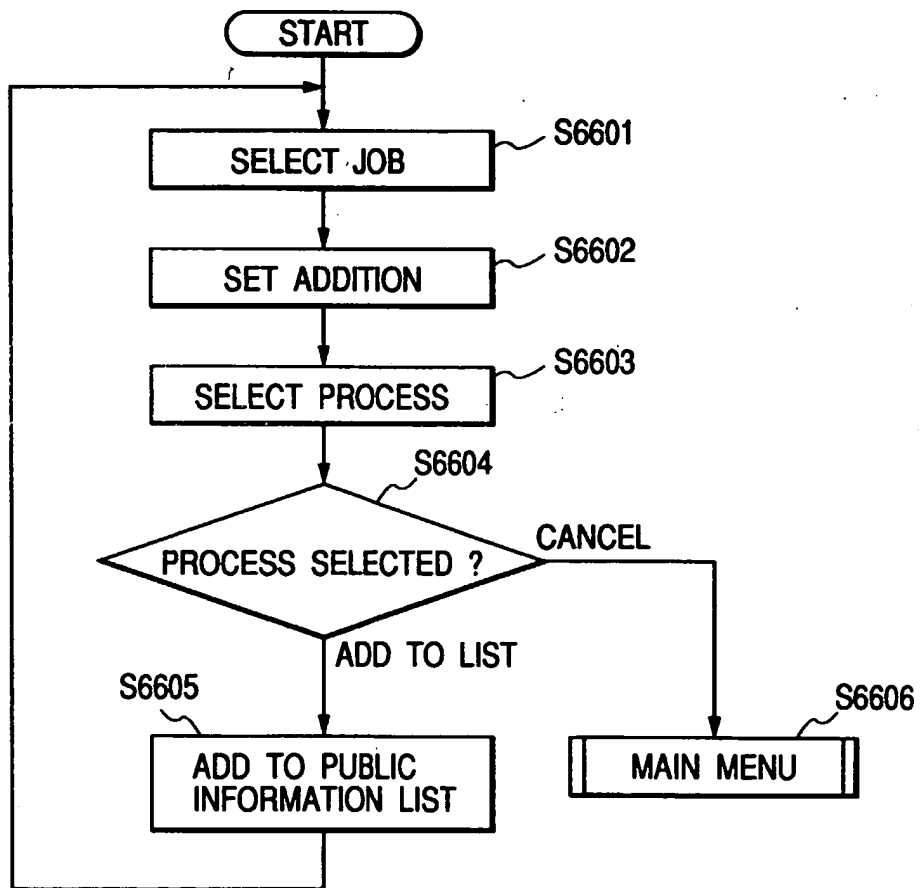 START
SELECT JOB
S6601
SET ADDITION
S6602
SELECT PROCESS
S6603
S6604
PROCESS SELECTED ?
CANCEL
ADD TO LIST
S6605
ADD TO PUBLIC
INFORMATION LIST
S6606
MAIN MENU